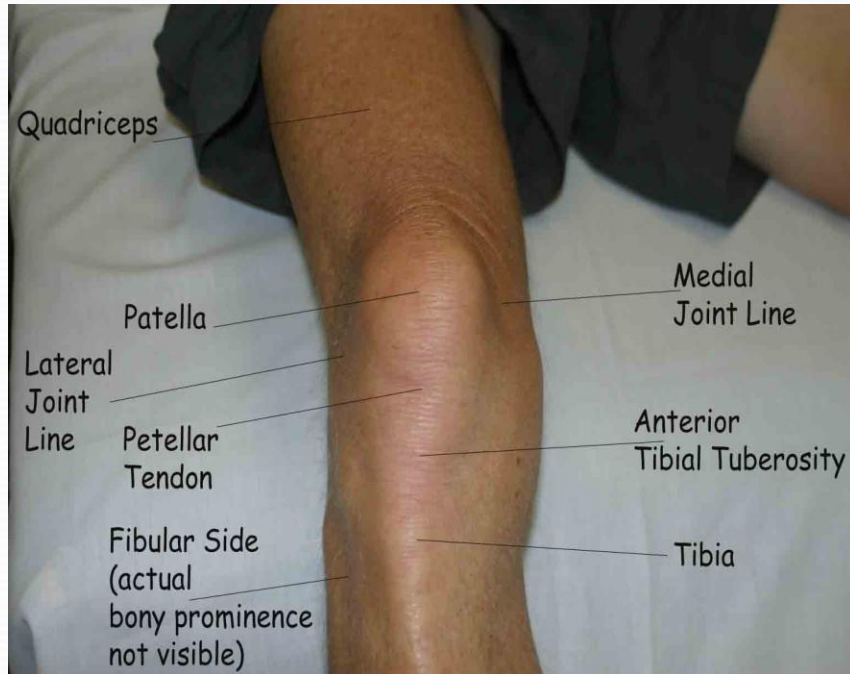 Quadriceps
Patella
Lateral
Joint
Line
Petellar
Tendon
Fibular Side
(actual
bony prominence
not visible)
Medial
Joint Line
Anterior
Tibial Tuberosity
Tibia